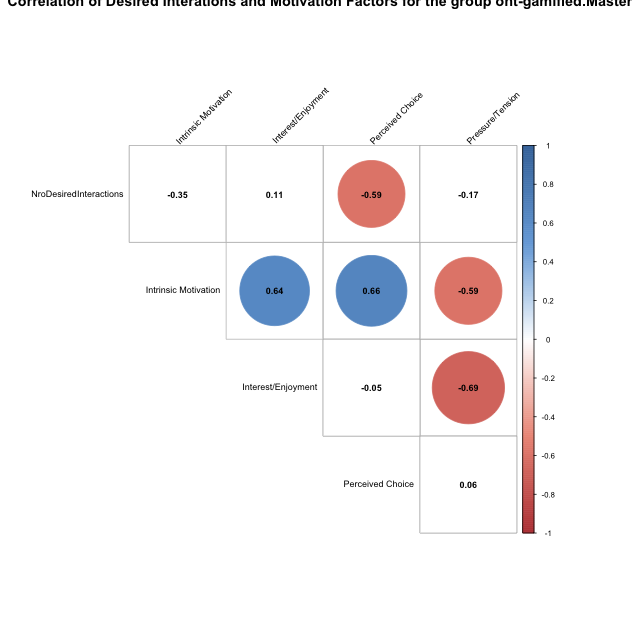 Correlation of Desired Interations and Motivation Factors for the group ont-gamified.Master
Intrinsic Motivation
Interest/Enjoyment
Perceived Choice
Pressure/Tension
NroDesiredInteractions -0.35 0.11 -0.59 -0.17
Intrinsic Motivation 0.64 0.66 -0.59
Interest/Enjoyment -0.05 -0.69
Perceived Choice 0.06
1
0.8
0.6
0.4
0.2
0
-0.2
-0.4
-0.6
-0.8
-1